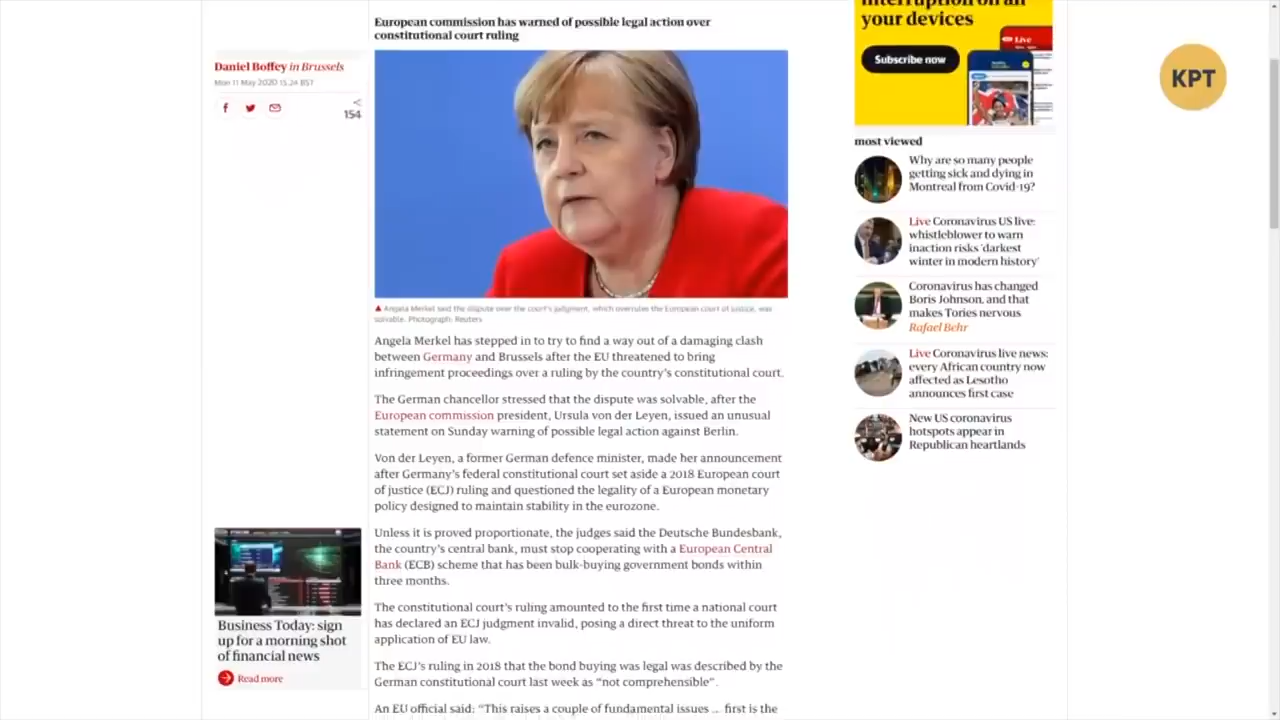 European commission has warned of possible legal action over
constitutional court ruling
Daniel Boffey in Brussels
Mon 11 May 2020 15.24 BST
154
Angela Merkel said the dispute over the court's judgment, which overrules the European court of justice, was
solvable. Photograph: Reuters
Angela Merkel has stepped in to try to find a way out of a damaging clash
between Germany and Brussels after the EU threatened to bring
infringement proceedings over a ruling by the country's constitutional court.
The German chancellor stressed that the dispute was solvable, after the
European commission president, Ursula von der Leyen, issued an unusual
statement on Sunday warning of possible legal action against Berlin.
Von der Leyen, a former German defence minister, made her announcement
after Germany's federal constitutional court set aside a 2018 European court
of justice (ECJ) ruling and questioned the legality of a European monetary
policy designed to maintain stability in the eurozone.
Unless it is proved proportionate, the judges said the Deutsche Bundesbank,
the country's central bank, must stop cooperating with a European Central
Bank (ECB) scheme that has been bulk-buying government bonds within
three months.
The constitutional court's ruling amounted to the first time a national court
has declared an ECJ judgment invalid, posing a direct threat to the uniform
application of EU law.
The ECJ's ruling in 2018 that the bond buying was legal was described by the
German constitutional court last week as “not comprehensible”.
An EU official said: “This raises a couple of fundamental issues … first is the
Business Today: sign
up for a morning shot
of financial news
Read more
interruption on all
your devices
Subscribe now
Live
most viewed
Why are so many people
getting sick and dying in
Montreal from Covid-19?
Live Coronavirus US live:
whistleblower to warn
inaction risks 'darkest
winter in modern history'
Coronavirus has changed
Boris Johnson, and that
makes Tories nervous
Rafael Behr
Live Coronavirus live news:
every African country now
affected as Lesotho
announces first case
New US coronavirus
hotspots appear in
Republican heartlands
KPT